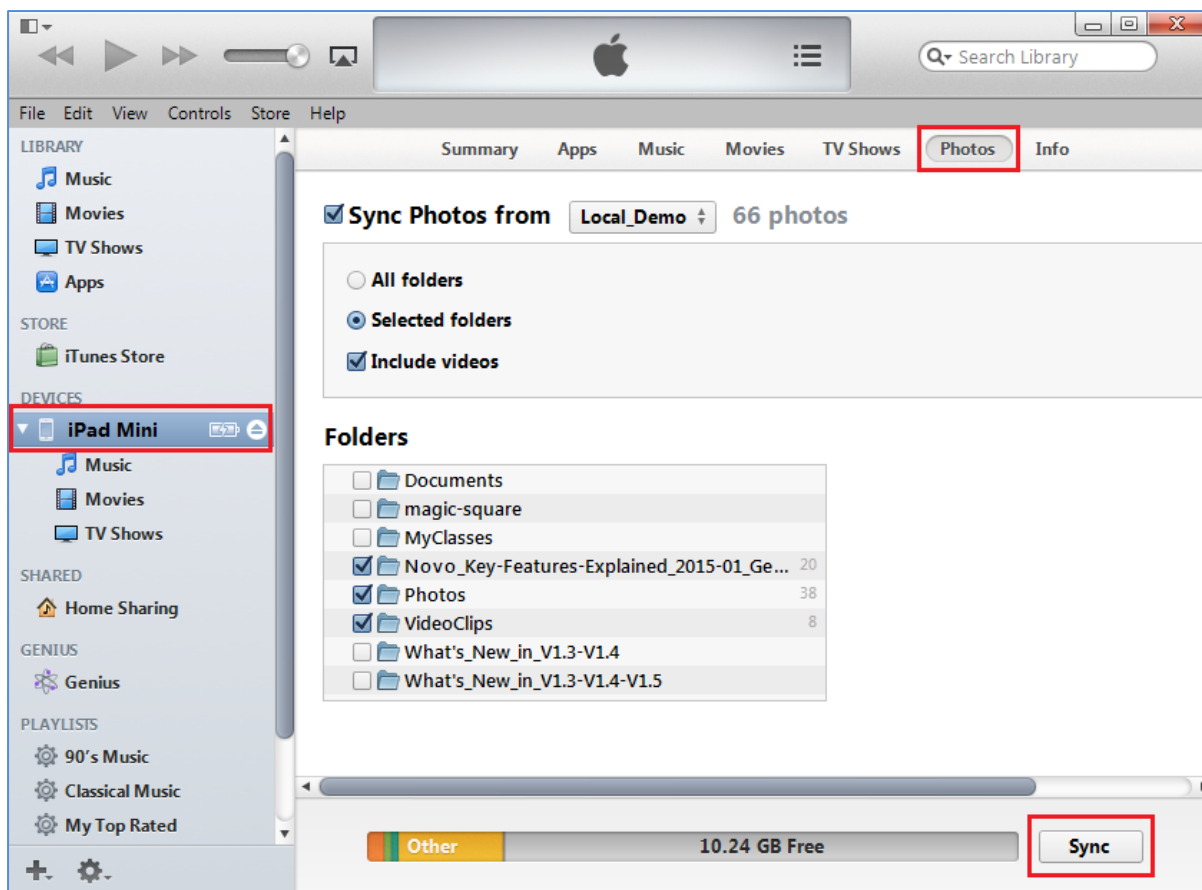 Search Library
File Edit View Controls Store Help
LIBRARY
Music
Movies
TV Shows
Apps
STORE
iTunes Store
DEVICES
iPad Mini
Music
Movies
TV Shows
SHARED
Home Sharing
GENIUS
Genius
PLAYLISTS
90's Music
Classical Music
My Top Rated
Summary Apps Music Movies TV Shows Photos Info
Sync Photos from Local_Demo 66 photos
All folders
Selected folders
Include videos
Folders
Documents
magic-square
MyClasses
Novo_Key-Features-Explained_2015-01_Ge... 20
Photos 38
VideoClips 8
What's_New_in_V1.3-V1.4
What's_New_in_V1.3-V1.4-V1.5
Other 10.24 GB Free Sync